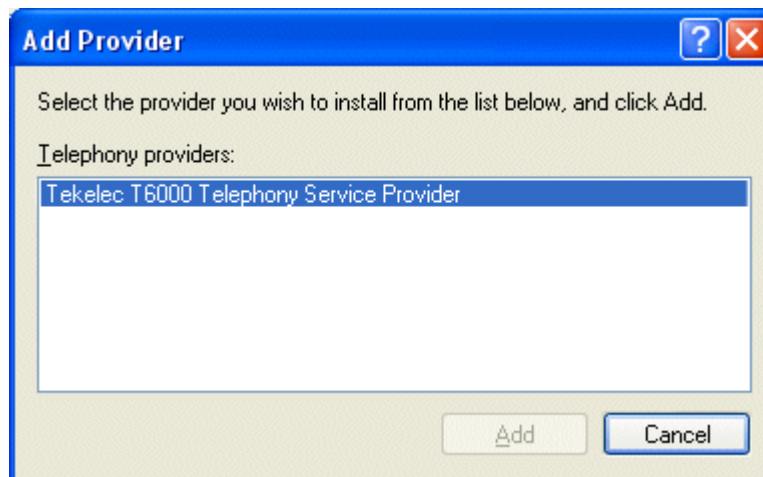 Add Provider
Select the provider you wish to install from the list below, and click Add.
Telephony providers:
Tekelec T6000 Telephony Service Provider
Add
Cancel